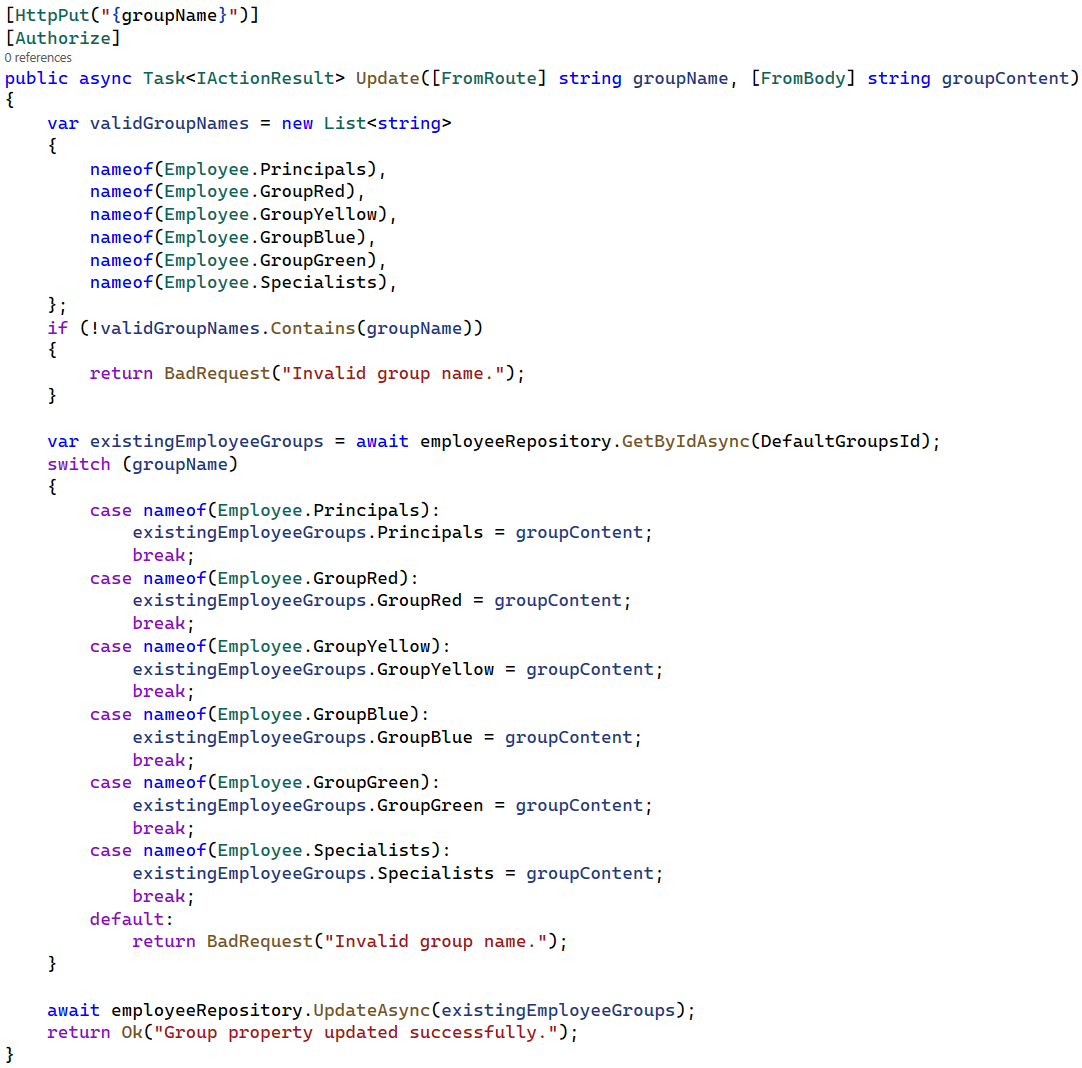 [HttpPut("{groupName}")]
[Authorize]
0 references
public async Task<IActionResult> Update([FromRoute] string groupName, [FromBody] string groupContent)
{
    var validGroupNames = new List<string>
    {
        nameof(Employee.Principals),
        nameof(Employee.GroupRed),
        nameof(Employee.GroupYellow),
        nameof(Employee.GroupBlue),
        nameof(Employee.GroupGreen),
        nameof(Employee.Specialists),
    };
    if (!validGroupNames.Contains(groupName))
    {
        return BadRequest("Invalid group name.");
    }

    var existingEmployeeGroups = await employeeRepository.GetByIdAsync(DefaultGroupsId);
    switch (groupName)
    {
        case nameof(Employee.Principals):
            existingEmployeeGroups.Principals = groupContent;
            break;
        case nameof(Employee.GroupRed):
            existingEmployeeGroups.GroupRed = groupContent;
            break;
        case nameof(Employee.GroupYellow):
            existingEmployeeGroups.GroupYellow = groupContent;
            break;
        case nameof(Employee.GroupBlue):
            existingEmployeeGroups.GroupBlue = groupContent;
            break;
        case nameof(Employee.GroupGreen):
            existingEmployeeGroups.GroupGreen = groupContent;
            break;
        case nameof(Employee.Specialists):
            existingEmployeeGroups.Specialists = groupContent;
            break;
        default:
            return BadRequest("Invalid group name.");
    }

    await employeeRepository.UpdateAsync(existingEmployeeGroups);
    return Ok("Group property updated successfully.");
}